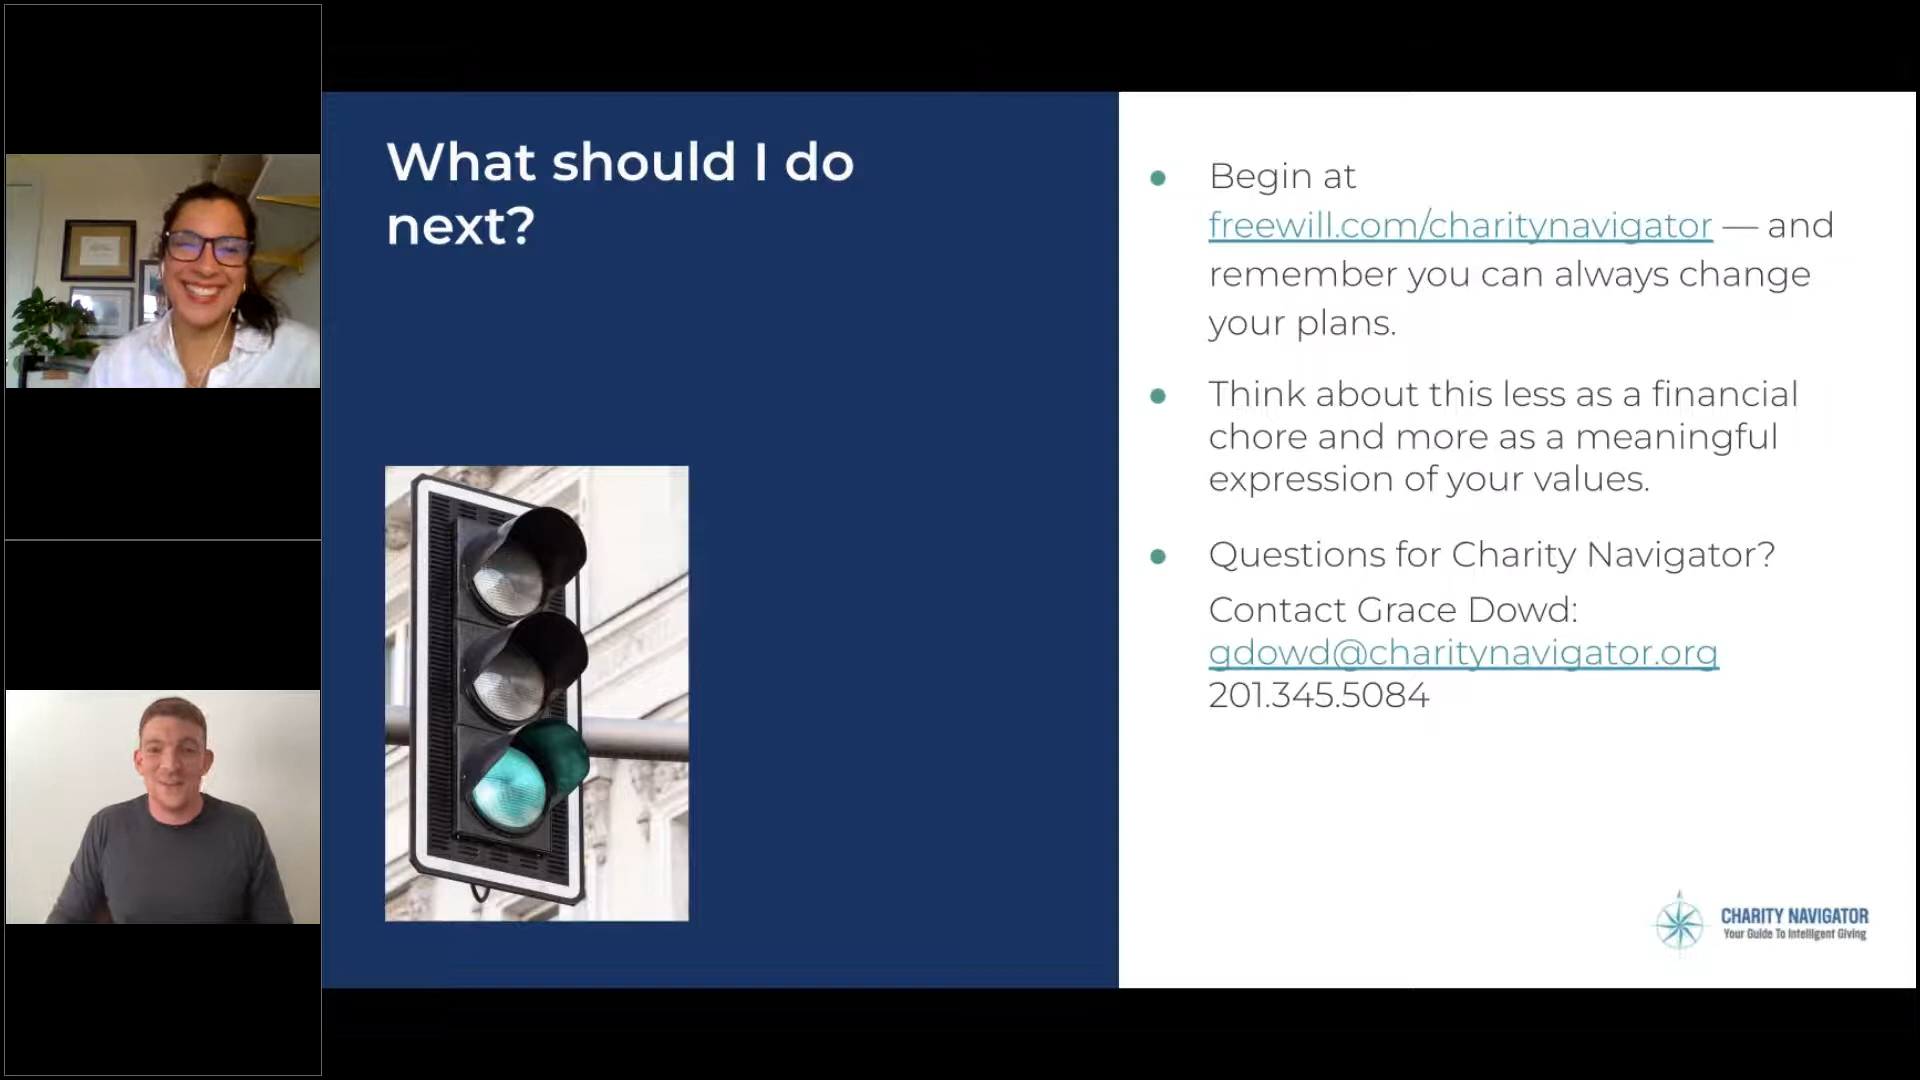 What should I do
next?
Begin at
freewill.com/charitynavigator — and
remember you can always change
your plans.
Think about this less as a financial
chore and more as a meaningful
expression of your values.
Questions for Charity Navigator?
Contact Grace Dowd:
gdowd@charitynavigator.org
201.345.5084
CHARITY NAVIGATOR
Your Guide To Intelligent Giving